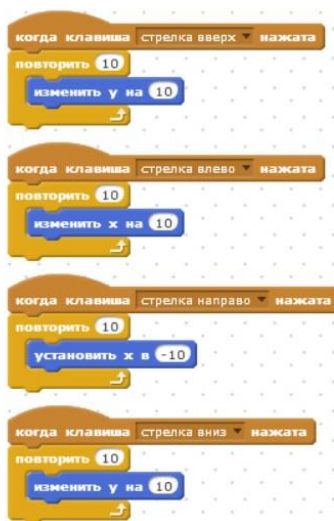 когда клавиша стрелка вверх нажата
повторить 10
изменить y на 10
когда клавиша стрелка влево нажата
повторить 10
изменить x на 10
когда клавиша стрелка направо нажата
повторить 10
установить x в -10
когда клавиша стрелка вниз нажата
повторить 10
изменить y на 10